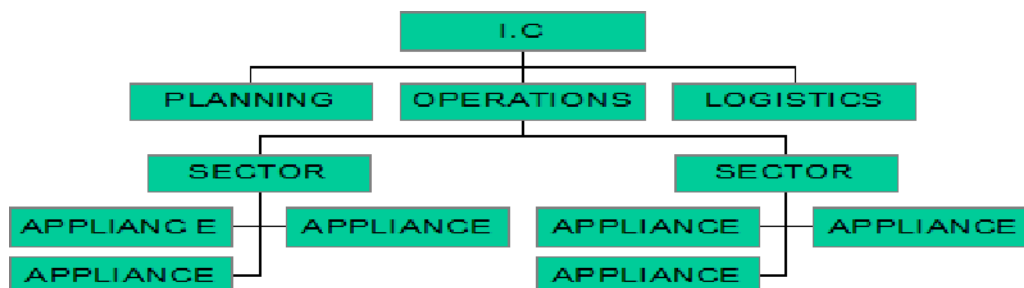 I.C
PLANNING OPERATIONS LOGISTICS
SECTOR SECTOR
APPLIANC E APPLIANCE APPLIANCE APPLIANCE
APPLIANCE APPLIANCE